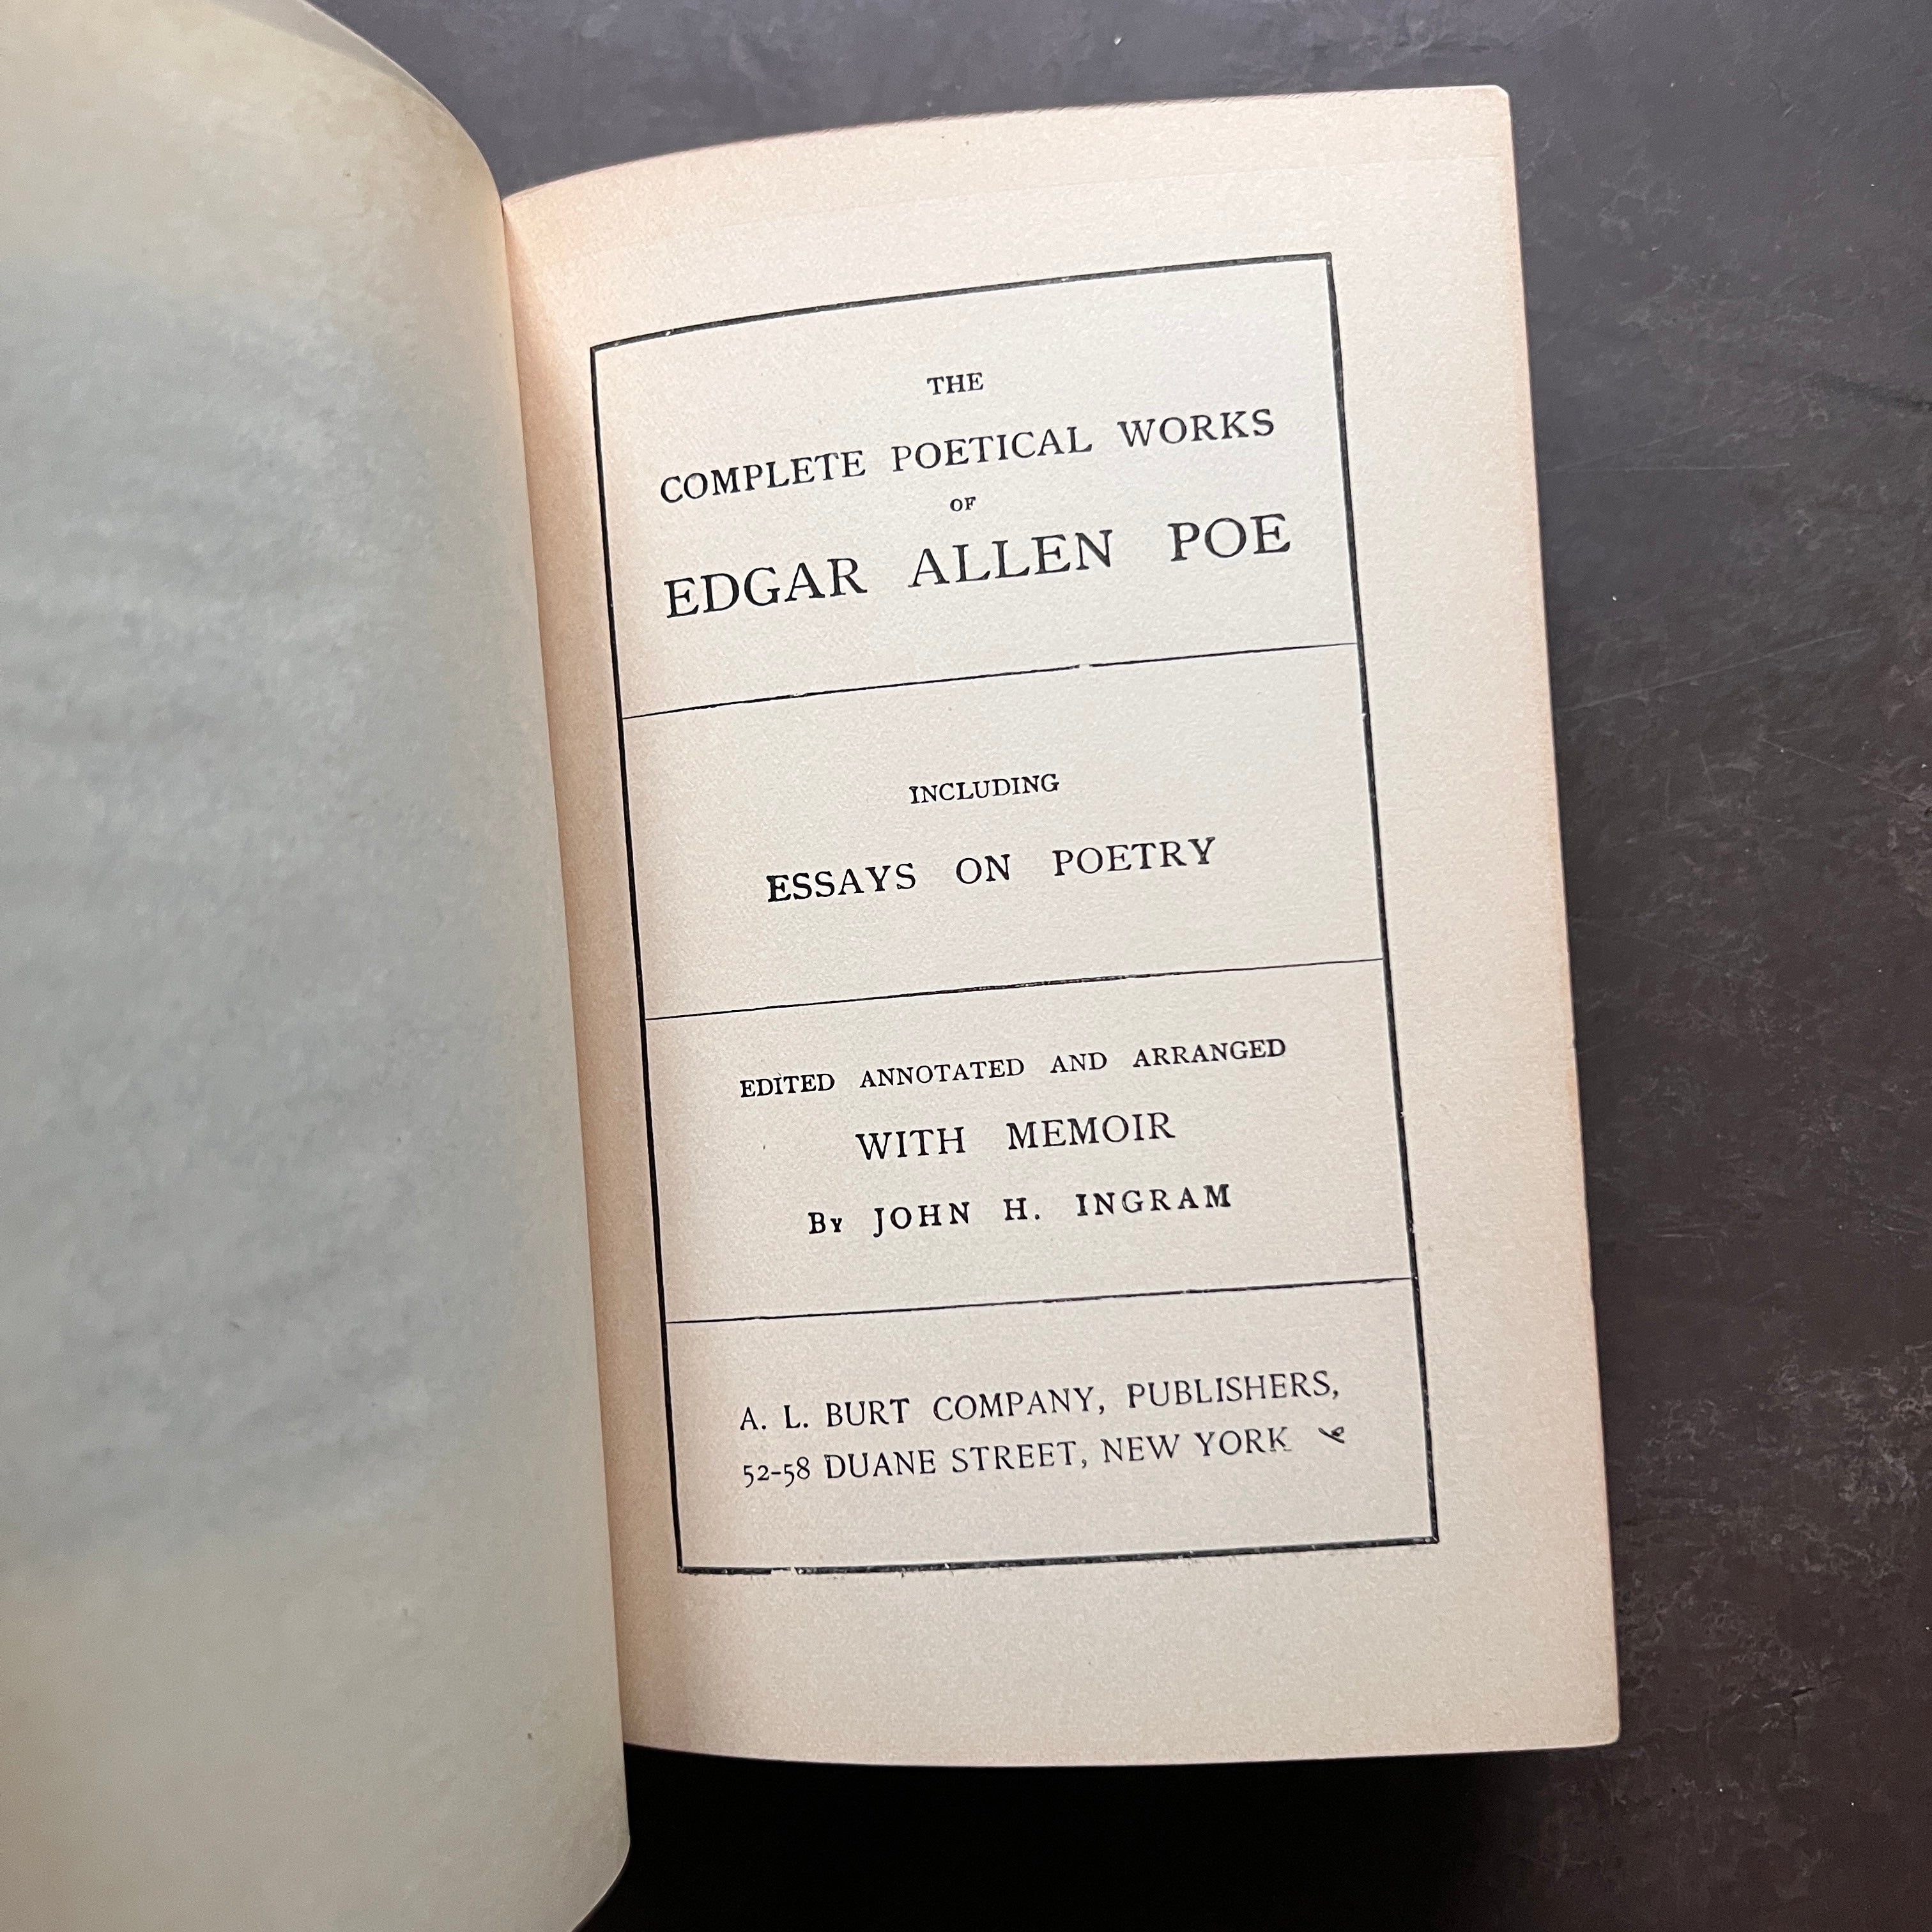 THE
COMPLETE POETICAL WORKS
OF
EDGAR ALLEN POE
INCLUDING
ESSAYS ON POETRY
EDITED ANNOTATED AND ARRANGED
WITH MEMOIR
By JOHN H. INGRAM
A. L. BURT COMPANY, PUBLISHERS,
52-58 DUANE STREET, NEW YORK